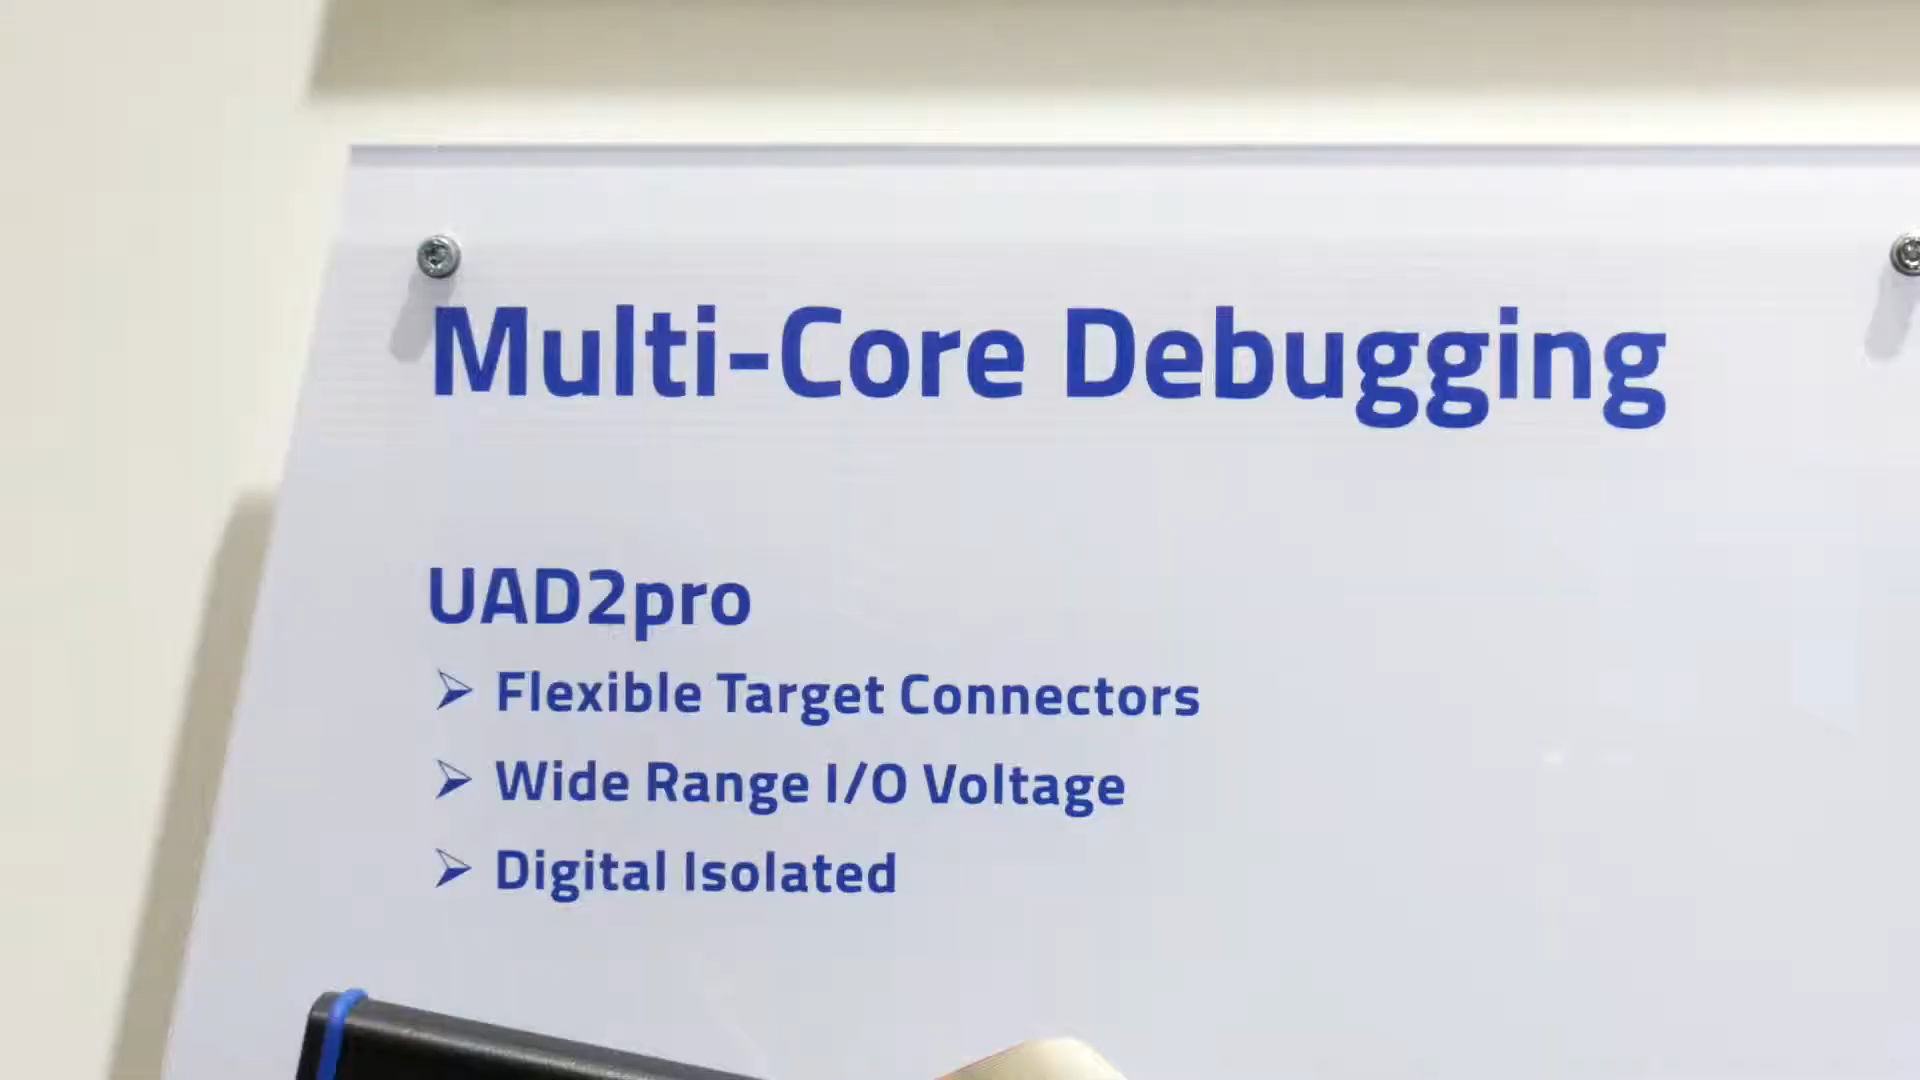 Multi-Core Debugging
UAD2pro
➢ Flexible Target Connectors
➢ Wide Range I/O Voltage
➢ Digital Isolated